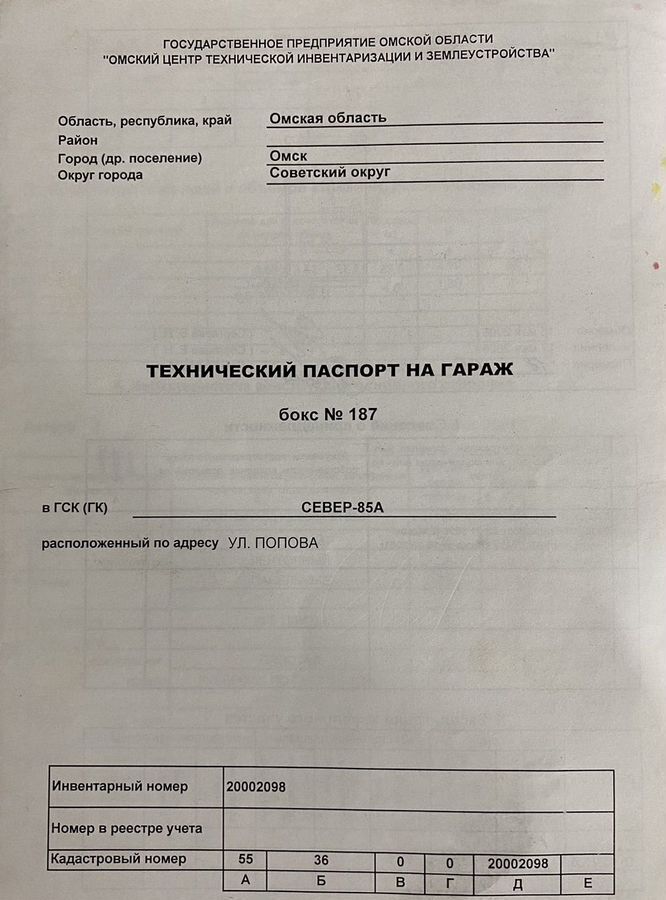 ГОСУДАРСТВЕННОЕ ПРЕДПРИЯТИЕ ОМСКОЙ ОБЛАСТИ
"ОМСКИЙ ЦЕНТР ТЕХНИЧЕСКОЙ ИНВЕНТАРИЗАЦИИ И ЗЕМЛЕУСТРОЙСТВА"
Область, республика, край Омская область
Район
Город (др. поселение) Омск
Округ города Советский округ
ТЕХНИЧЕСКИЙ ПАСПОРТ НА ГАРАЖ
бокс № 187
в ГСК (ГК) СЕВЕР-85А
расположенный по адресу УЛ. ПОПОВА
Инвентарный номер 20002098
Номер в реестре учета
Кадастровый номер 55 36 0 0 20002098
А Б В Г Д Е